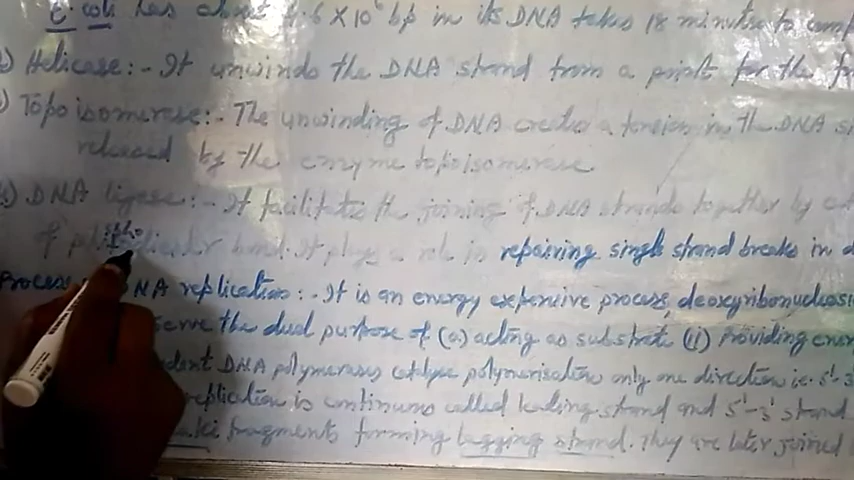 E. coli has about 4.6 X 10⁶ bp in its DNA takes 18 minutes to comp
Helicase:- It unwinds the DNA strand from a point for the
Topoisomerase:- The unwinding of DNA creates a tension in the DNA
released by the enzyme topoisomerase
DNA ligase:- It facilitates the joining of DNA strands together by
bond. It plays a role in repairing single strand breaks in
Process DNA replication:- It is an energy expensive process, deoxyribonucleosi
serve the dual purpose of (a) acting as substrate (ii) Providing ener
dent DNA polymerases catalyse polymerisation only one direction i.e. 5'-3
replication is continuous called leading strand and 5'-3' strand
aki fragments forming lagging strand. They are later joined